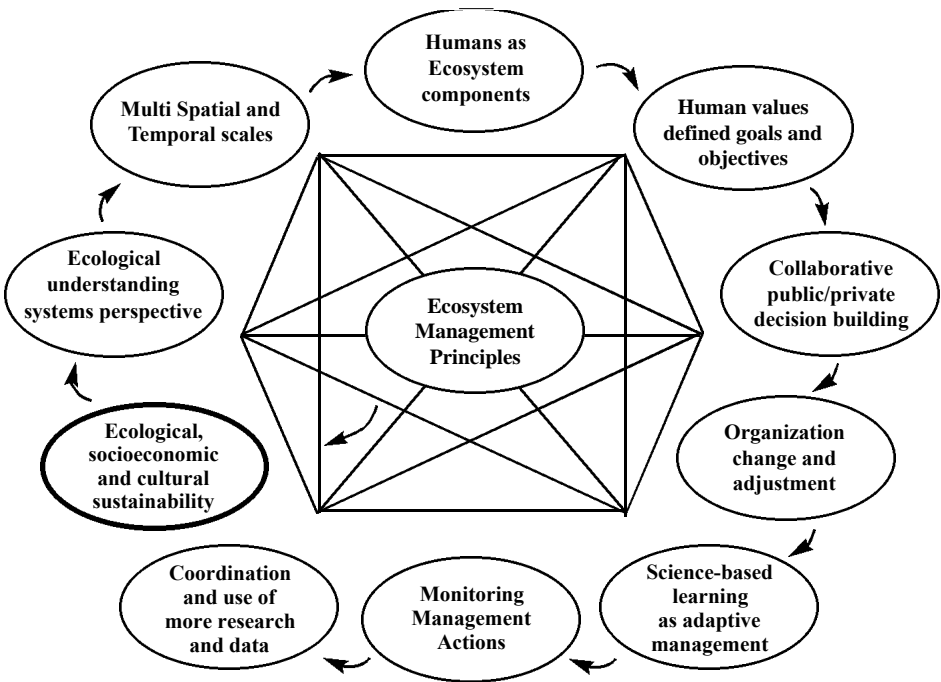 Humans as
Ecosystem
components
Human values
defined goals and
objectives
Collaborative
public/private
decision building
Organization
change and
adjustment
Science-based
learning
as adaptive
management
Monitoring
Management
Actions
Coordination
and use of
more research
and data
Ecological,
socioeconomic
and cultural
sustainability
Ecological
understanding
systems perspective
Multi Spatial and
Temporal scales
Ecosystem
Management
Principles